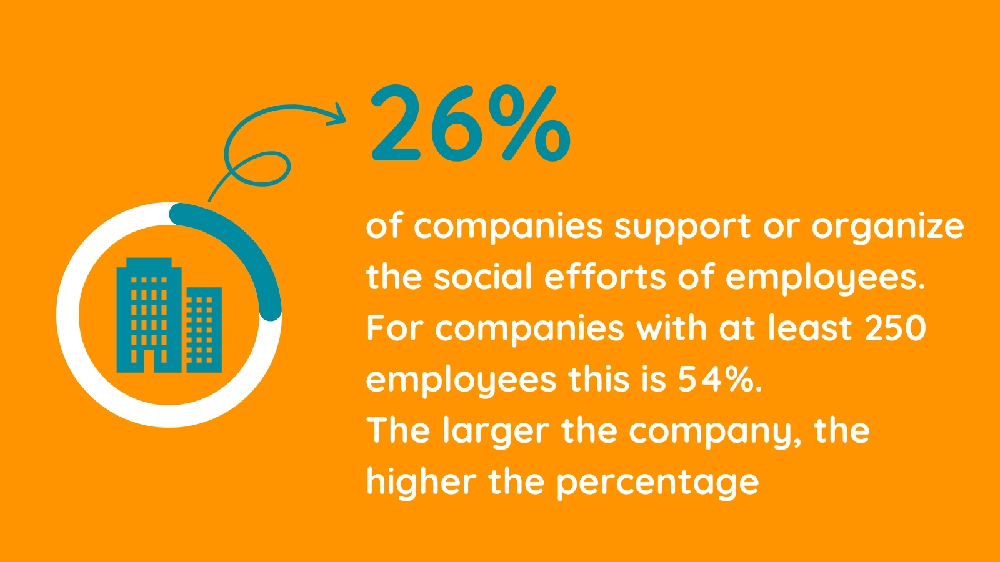 26%
of companies support or organize
the social efforts of employees.
For companies with at least 250
employees this is 54%.
The larger the company, the
higher the percentage